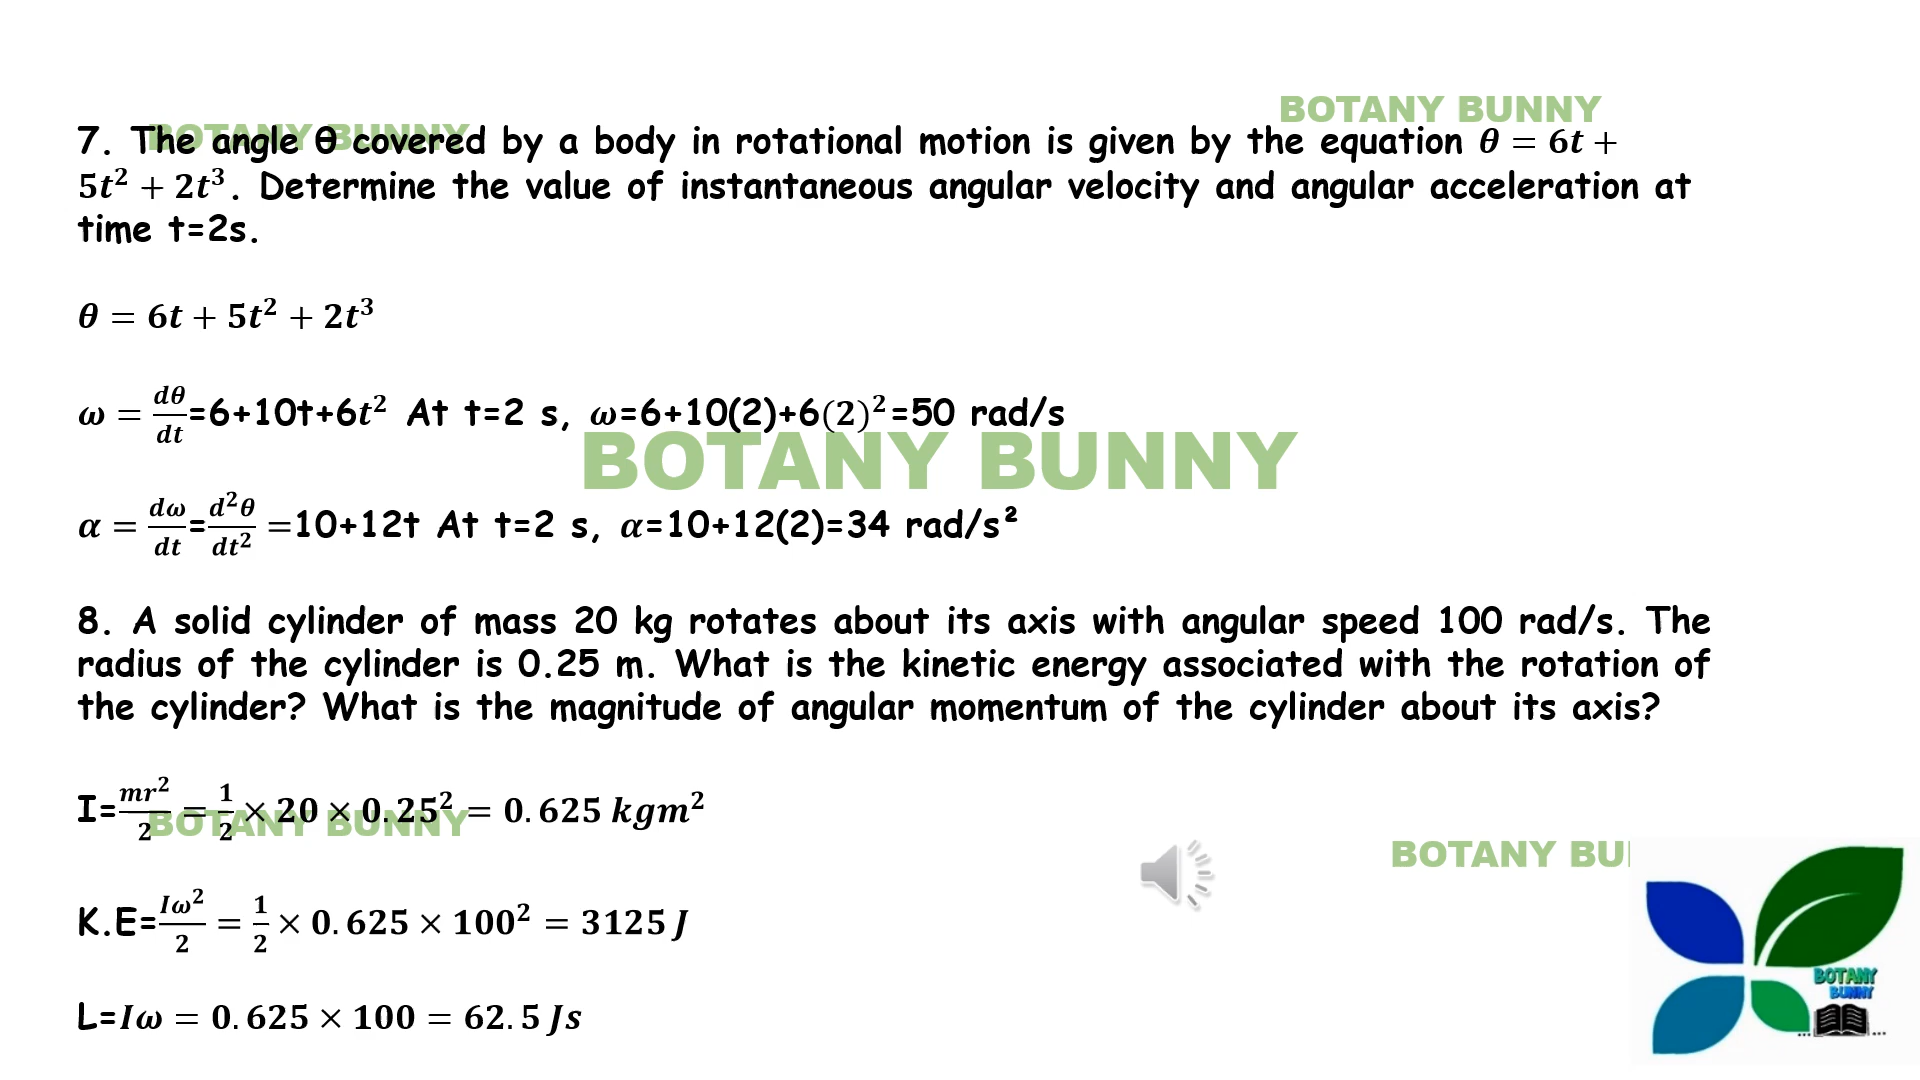 BOTANY BUNNY
BOTANY BUNNY
7. The angle Ɵ covered by a body in rotational motion is given by the equation 𝜽 = 𝟔𝒕 +
𝟓𝒕² + 𝟐𝒕³. Determine the value of instantaneous angular velocity and angular acceleration at
time t=2s.
𝜽 = 𝟔𝒕 + 𝟓𝒕² + 𝟐𝒕³
𝝎 = 𝒅𝜽/𝒅𝒕=6+10t+6𝒕² At t=2 s, 𝝎=6+10(2)+6(𝟐)²=50 rad/s
BOTANY BUNNY
𝜶 = 𝒅𝝎/𝒅𝒕=𝒅²𝜽/𝒅𝒕² =10+12t At t=2 s, 𝜶=10+12(2)=34 rad/s²
8. A solid cylinder of mass 20 kg rotates about its axis with angular speed 100 rad/s. The
radius of the cylinder is 0.25 m. What is the kinetic energy associated with the rotation of
the cylinder? What is the magnitude of angular momentum of the cylinder about its axis?
I=𝒎𝒓²/𝟐 = 𝟏/𝟐 × 𝟐𝟎 × 𝟎.𝟐𝟓² = 𝟎.𝟔𝟐𝟓 𝒌𝒈𝒎²
BOTANY BUNNY
BOTANY BU
K.E=𝑰𝝎²/𝟐 = 𝟏/𝟐 × 𝟎.𝟔𝟐𝟓 × 𝟏𝟎𝟎² = 𝟑𝟏𝟐𝟓 𝑱
L=𝑰𝝎 = 𝟎.𝟔𝟐𝟓 × 𝟏𝟎𝟎 = 𝟔𝟐.𝟓 𝑱𝒔
BOTANY
BUNNY